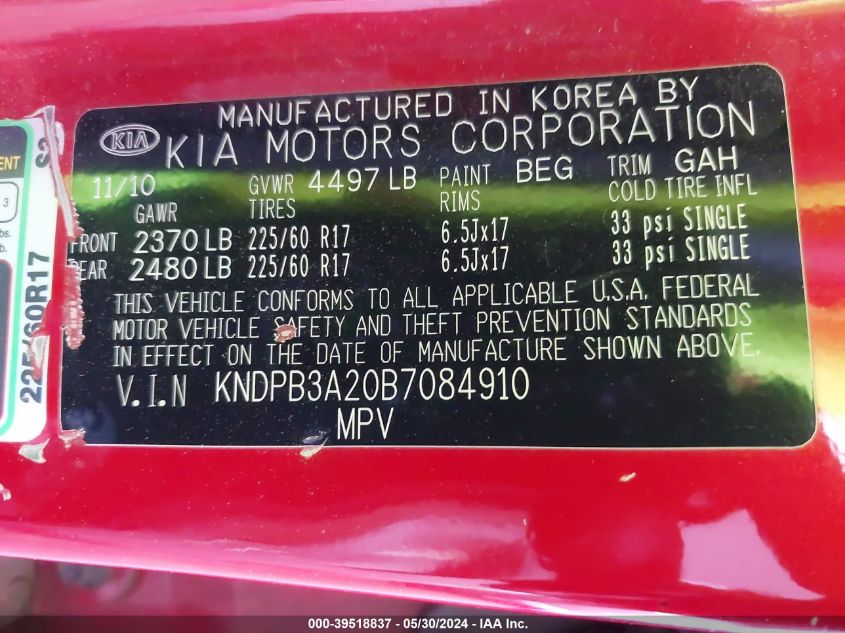 MANUFACTURED IN KOREA BY
KIA KIA MOTORS CORPORATION
11/10 GVWR 4497 LB PAINT BEG TRIM GAH
GAWR TIRES RIMS COLD TIRE INFL
FRONT 2370 LB 225/60 R17 6.5Jx17 33 psi SINGLE
REAR 2480 LB 225/60 R17 6.5Jx17 33 psi SINGLE
THIS VEHICLE CONFORMS TO ALL APPLICABLE U.S.A. FEDERAL
MOTOR VEHICLE SAFETY AND THEFT PREVENTION STANDARDS
IN EFFECT ON THE DATE OF MANUFACTURE SHOWN ABOVE.
V.I.N KNDPB3A20B7084910
MPV
3
225/60R17
000-39518837 - 05/30/2024 - IAA Inc.